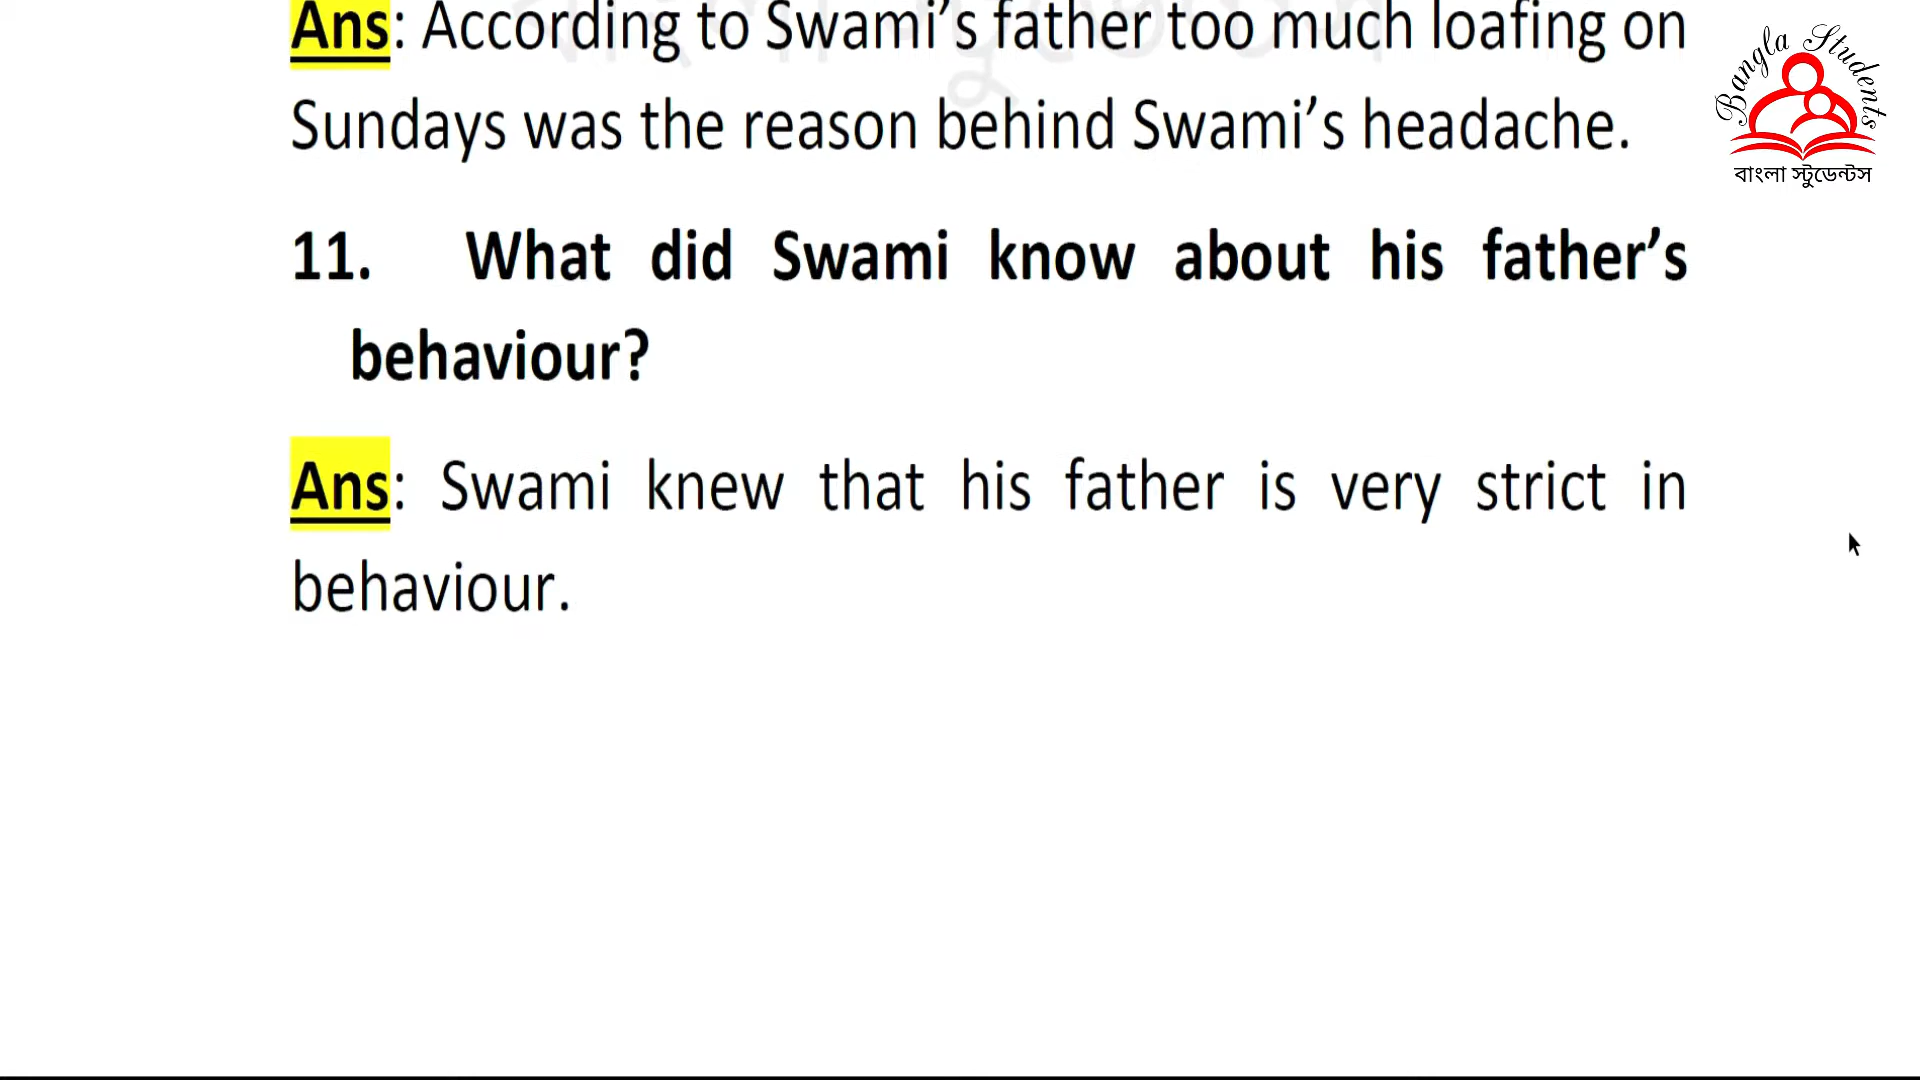 Ans: According to Swami’s father too much loafing on
Sundays was the reason behind Swami’s headache.
11. What did Swami know about his father’s
behaviour?
Ans: Swami knew that his father is very strict in
behaviour.
Bangla Students
বাংলা স্টুডেন্টস